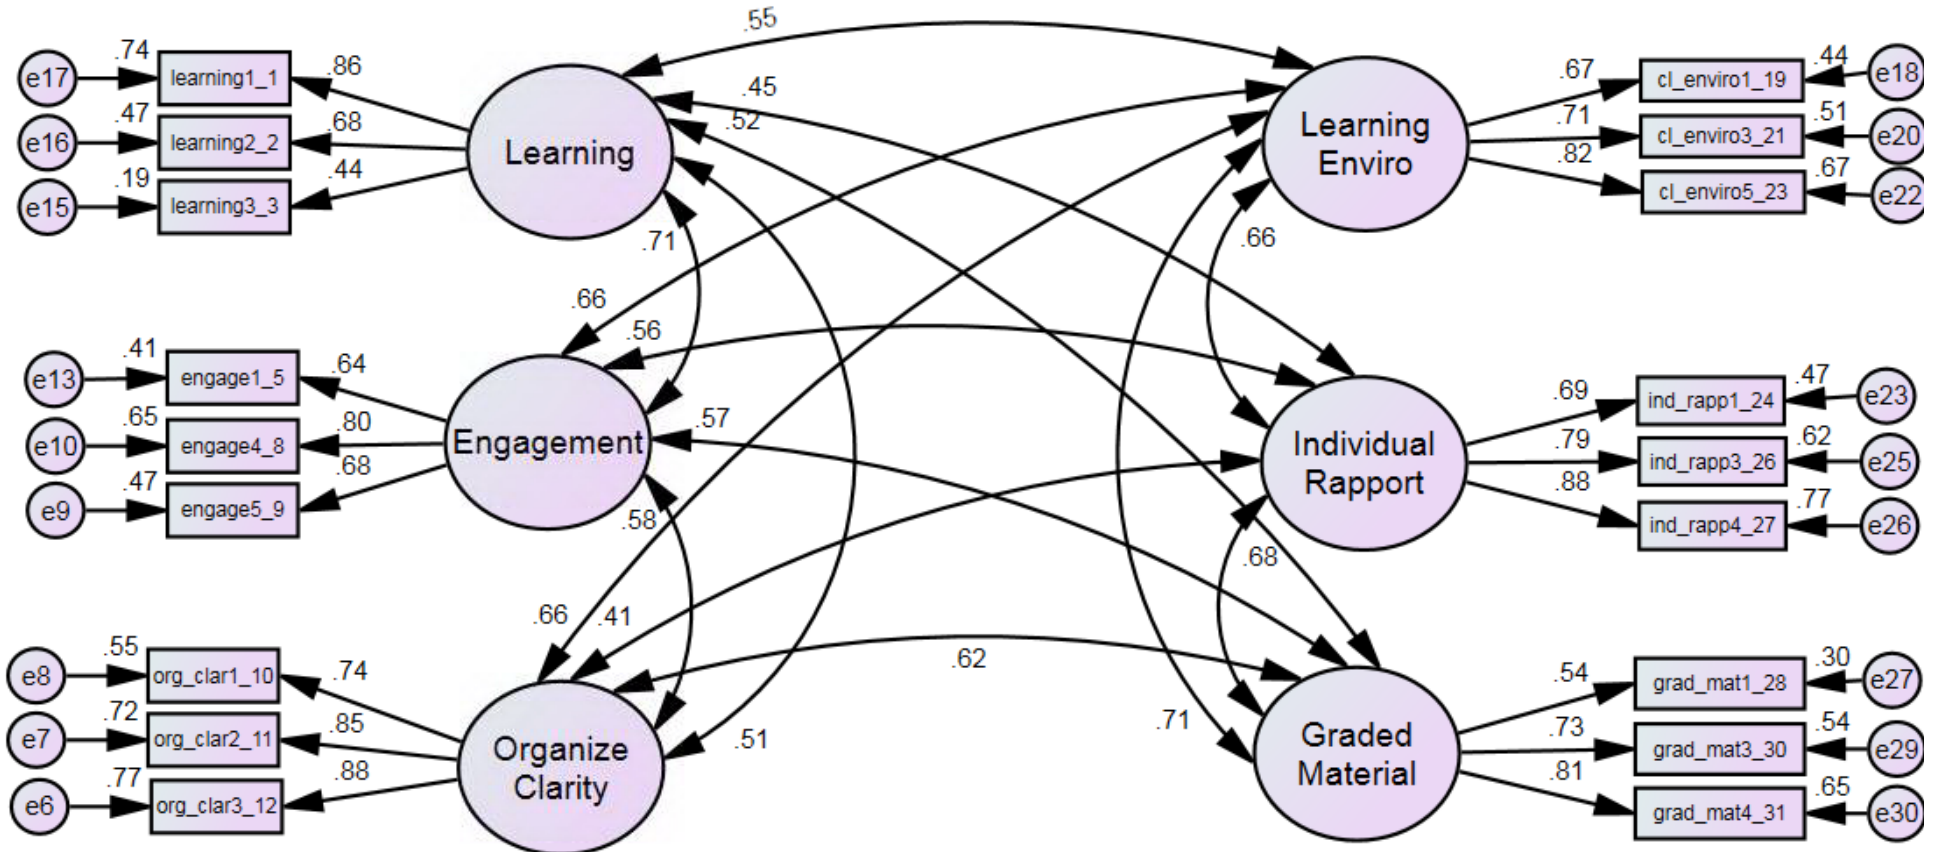 .55
.74
e17
learning1_1
.86
.47
e16
learning2_2
.68
.19
e15
learning3_3
.44
Learning
.45
.52
.71
Learning
Enviro
.67
cl_enviro1_19
.44
e18
.71
cl_enviro3_21
.51
e20
.82
cl_enviro5_23
.67
e22
.66
.66
.56
.41
e13
engage1_5
.64
.65
e10
engage4_8
.80
.47
e9
engage5_9
.68
Engagement
.57
.58
Individual
Rapport
.69
ind_rapp1_24
.47
e23
.79
ind_rapp3_26
.62
e25
.88
ind_rapp4_27
.77
e26
.68
.66
.41
.62
.55
e8
org_clar1_10
.74
.72
e7
org_clar2_11
.85
.77
e6
org_clar3_12
.88
Organize
Clarity
.51
.71
Graded
Material
.54
grad_mat1_28
.30
e27
.73
grad_mat3_30
.54
e29
.81
grad_mat4_31
.65
e30